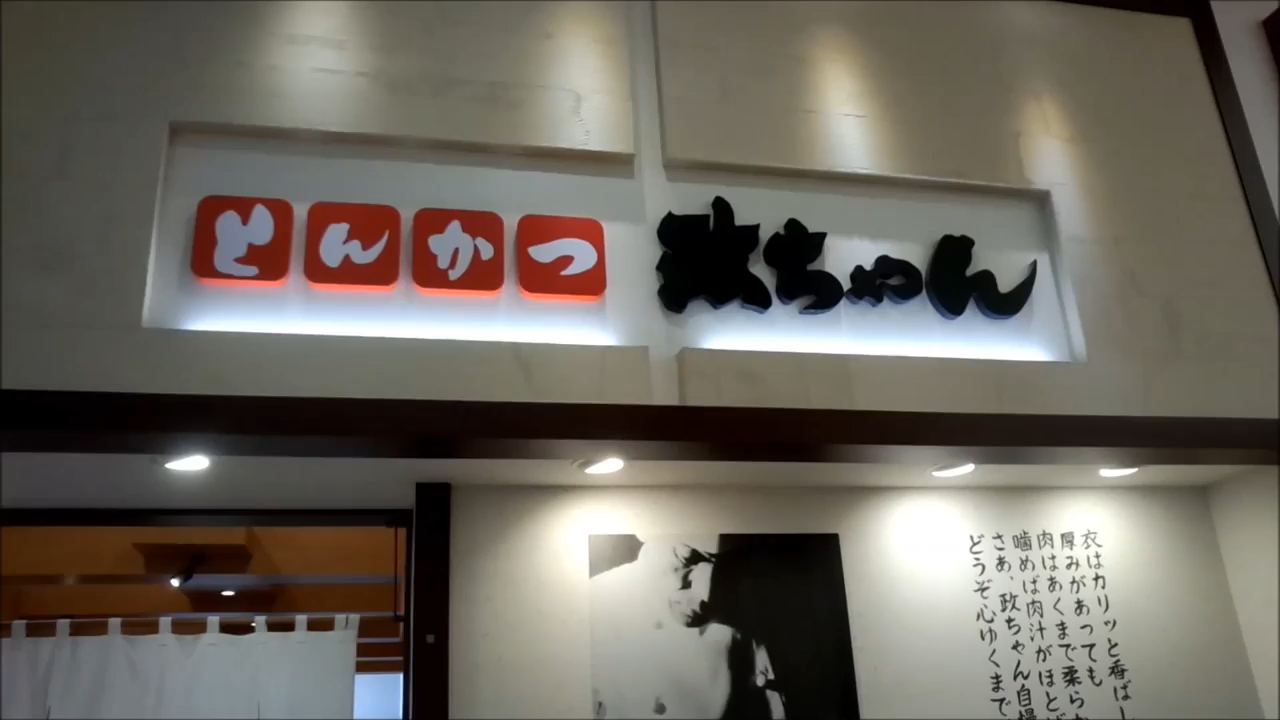 とんかつ 政ちゃん
衣はカリッと香ば
厚みがあっても
肉はあくまで柔らか
噛めば肉汁がほと
さあ、政ちゃん自慢
どうぞ心ゆくまで